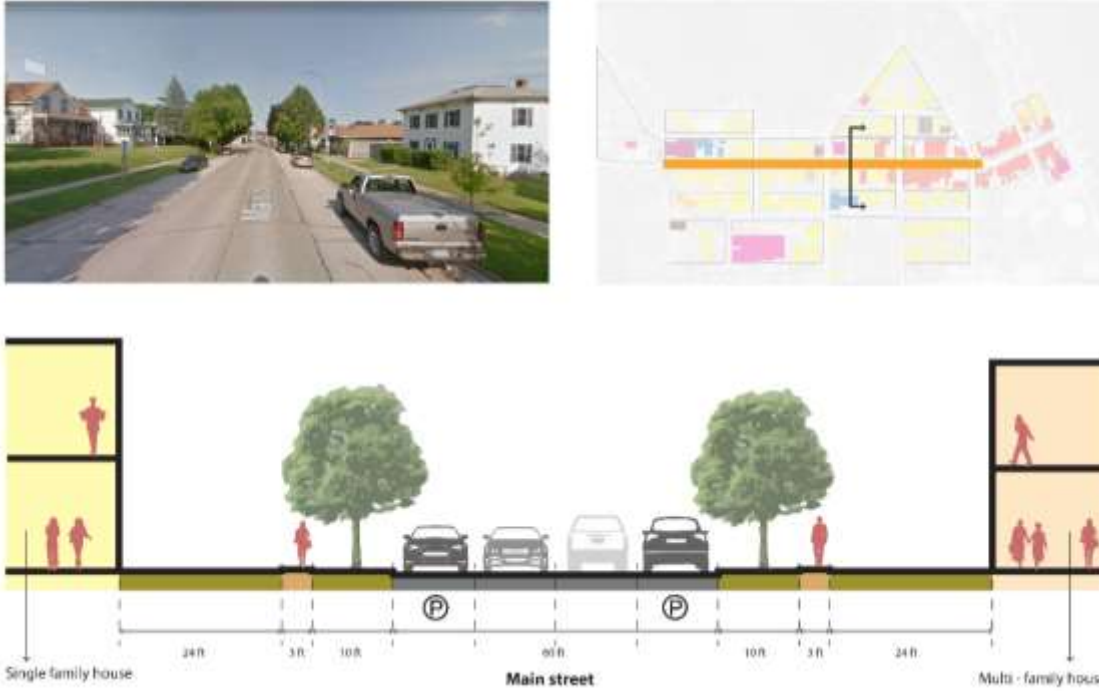 Main S
P P
24 ft 3 ft 10 ft 60 ft 10 ft 3 ft 24 ft
Single family house Main street Multi - family hous